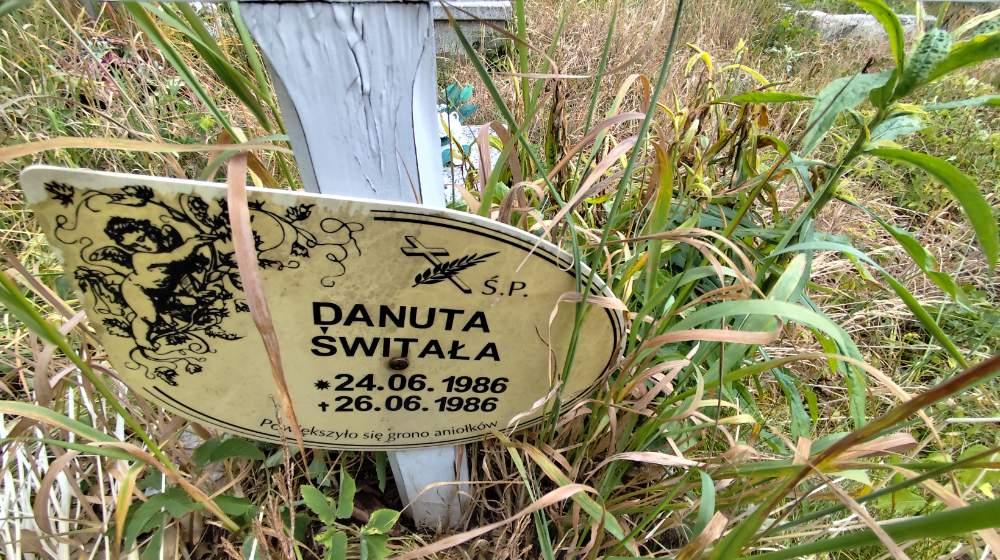 Ś.P.
DANUTA
ŚWITAŁA
* 24.06.1986
+ 26.06.1986
Powiększyło się grono aniołków